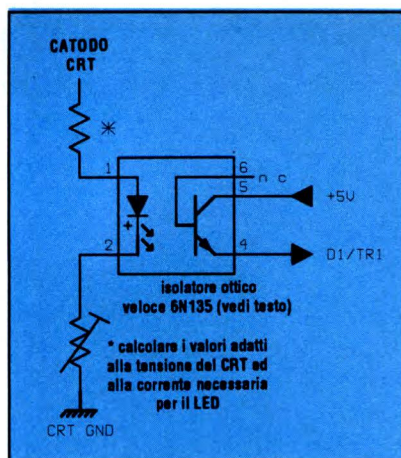 CATODO
CRT
*
1
6
n c
5
+5V
+
2
4
D1/TR1
isolatore ottico
veloce 6N135 (vedi testo)
* calcolare i valori adatti
alla tensione del CRT ed
alla corrente necessaria
per il LED
CRT GND